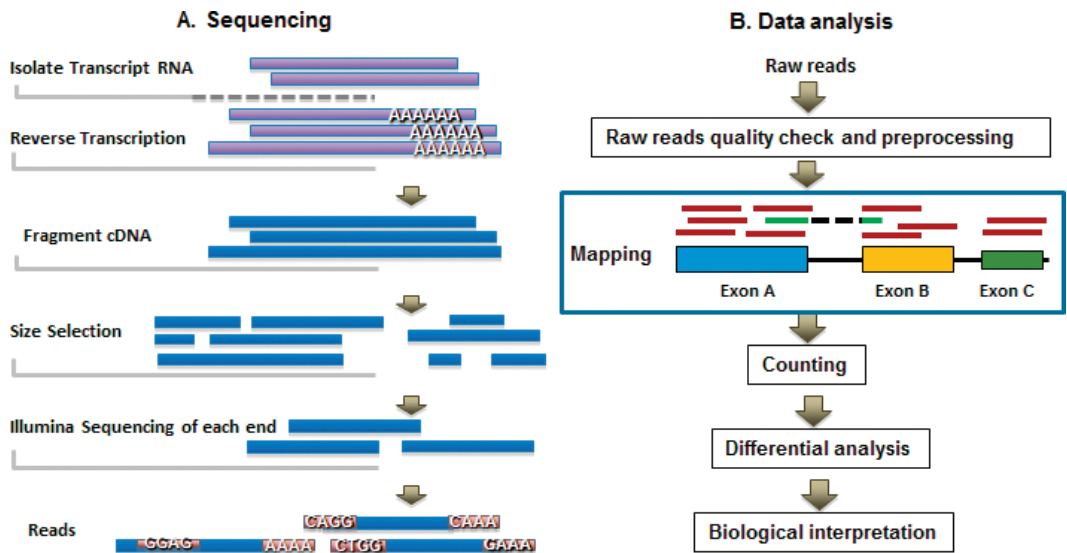 A. Sequencing
Isolate Transcript RNA
AAAAAA
Reverse Transcription
AAAAAA
AAAAAA
Fragment cDNA
Size Selection
Illumina Sequencing of each end
Reads
CAGG CAAA
GGAG AAAA CTGG GAAA
B. Data analysis
Raw reads
Raw reads quality check and preprocessing
Mapping
Exon A Exon B Exon C
Counting
Differential analysis
Biological interpretation